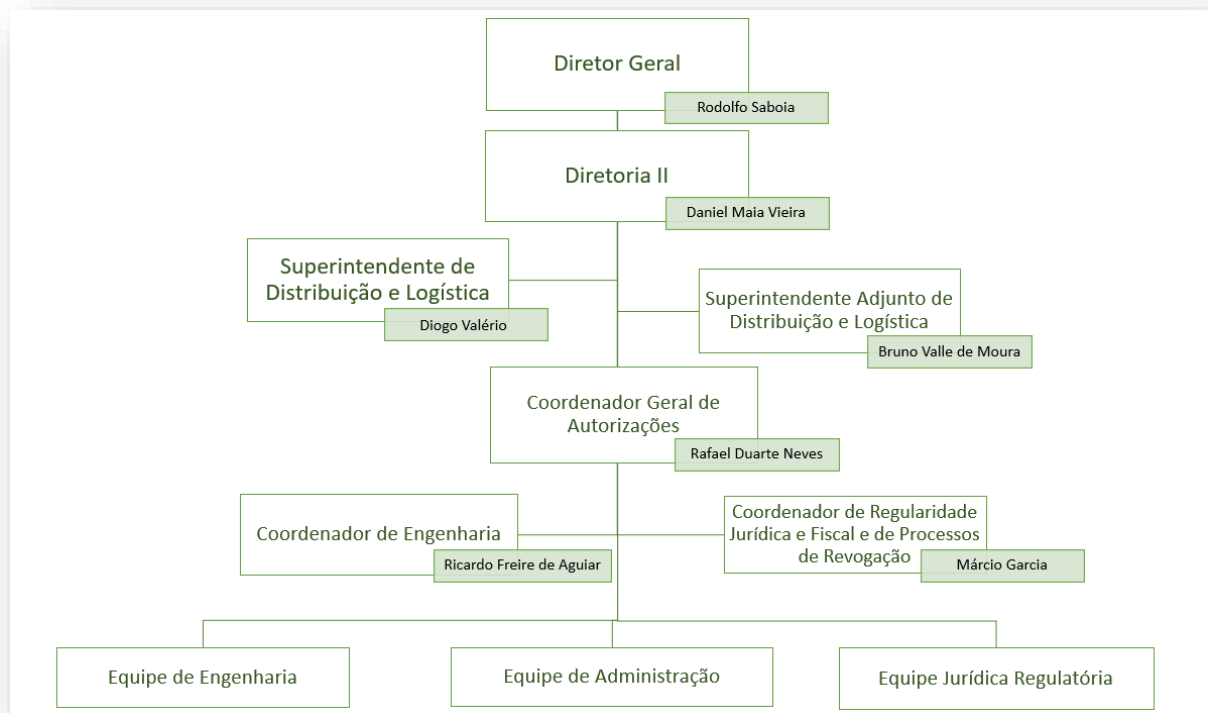 Diretor Geral
Rodolfo Saboia
Diretoria II
Daniel Maia Vieira
Superintendente de
Distribuição e Logística
Diogo Valério
Superintendente Adjunto de
Distribuição e Logística
Bruno Valle de Moura
Coordenador Geral de
Autorizações
Rafael Duarte Neves
Coordenador de Engenharia
Ricardo Freire de Aguiar
Coordenador de Regularidade
Jurídica e Fiscal e de Processos
de Revogação
Márcio Garcia
Equipe de Engenharia
Equipe de Administração
Equipe Jurídica Regulatória